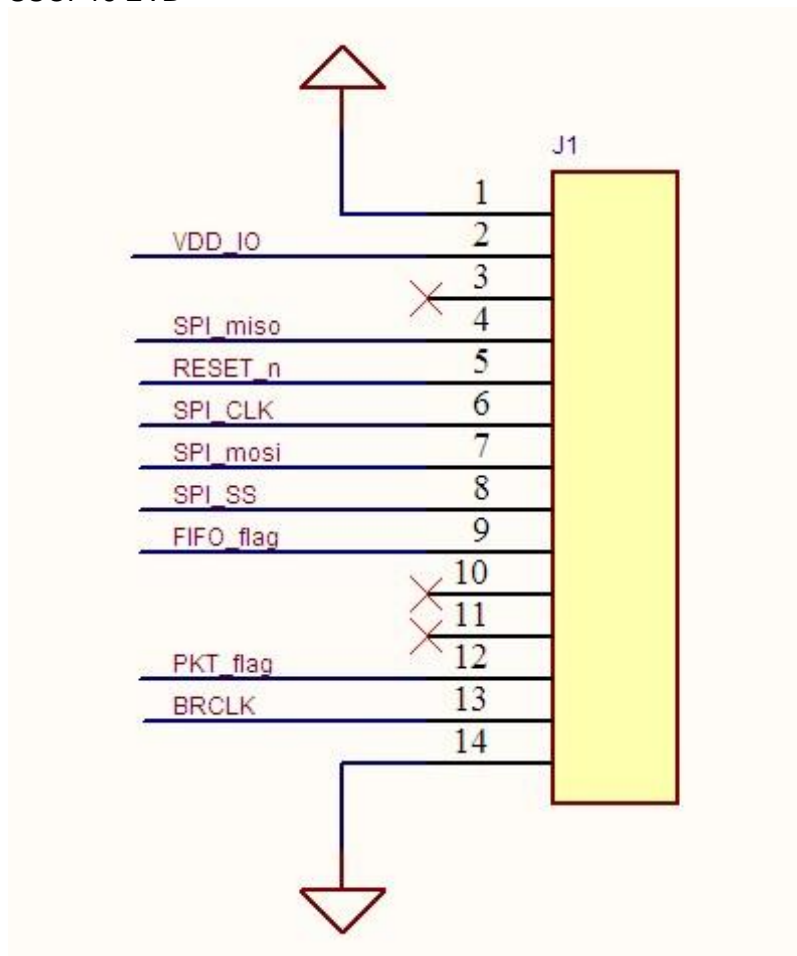 J1
1
VDD_IO 2
3
SPI_miso 4
RESET_n 5
SPI_CLK 6
SPI_mosi 7
SPI_SS 8
FIFO_flag 9
10
11
PKT_flag 12
BRCLK 13
14